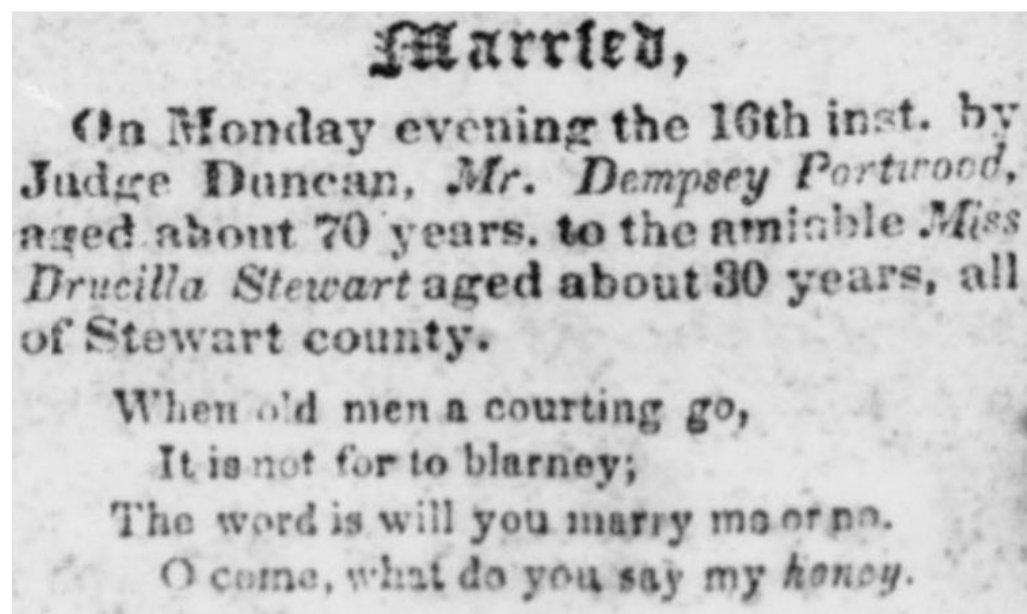 Married,
On Monday evening the 16th inst. by
Judge Duncan, Mr. Dempsey Portwood,
aged about 70 years, to the amiable Miss
Drucilla Stewart aged about 30 years, all
of Stewart county.
When old men a courting go,
It is not for to blarney;
The word is will you marry me or no.
O come, what do you say my honey.